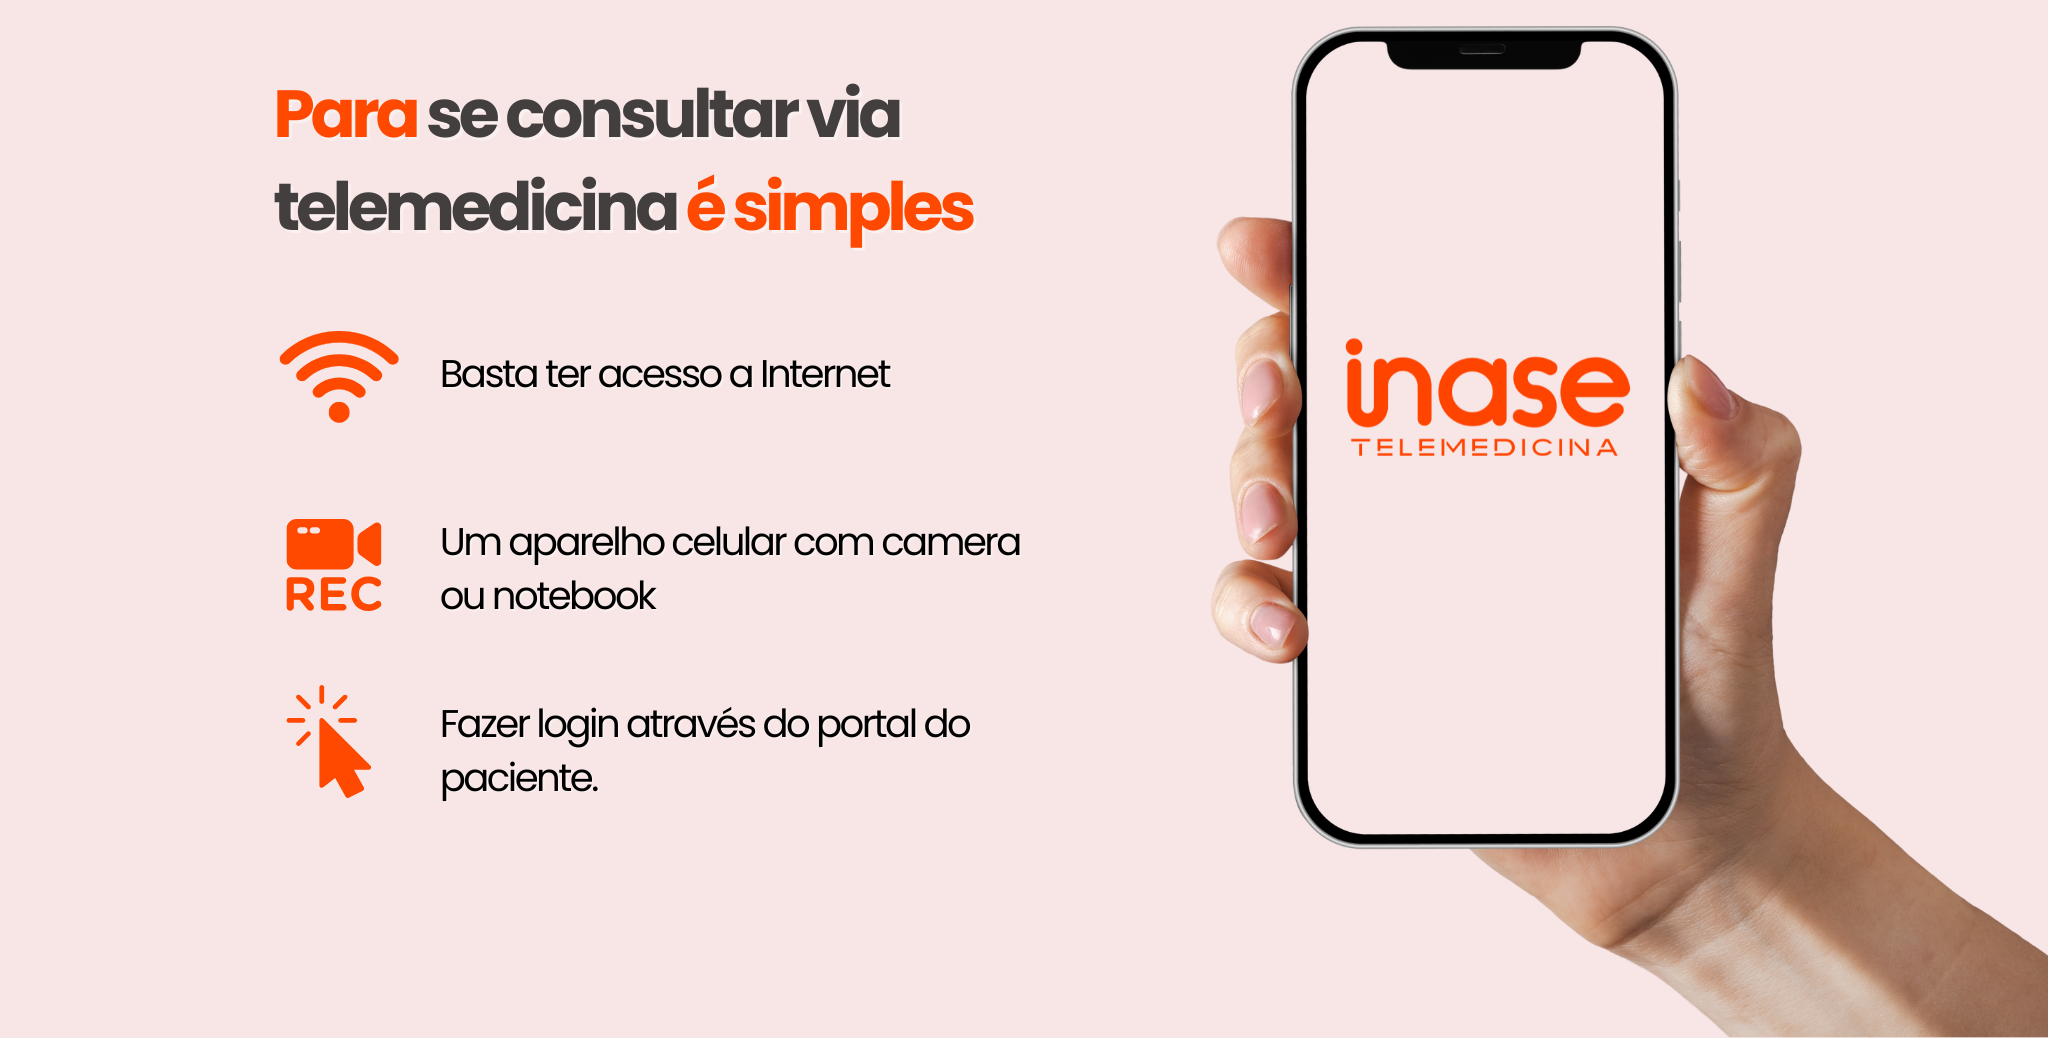 Para se consultar via
telemedicina é simples
Basta ter acesso a Internet
REC
Um aparelho celular com camera
ou notebook
Fazer login através do portal do
paciente.
inase
TELEMEDICINA